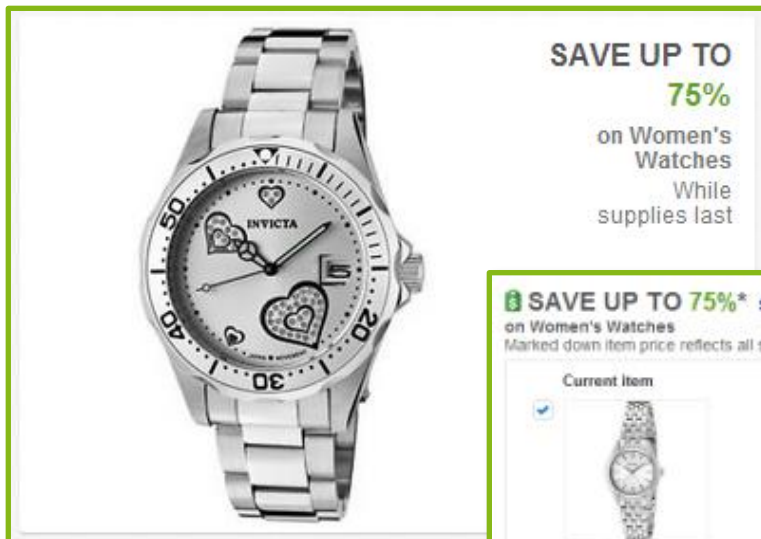 SAVE UP TO
75%
on Women's
Watches
While
supplies last
INVICTA
50
40
30
20
5
SAVE UP TO 75%*
on Women's Watches
Marked down item price reflects all
Current item